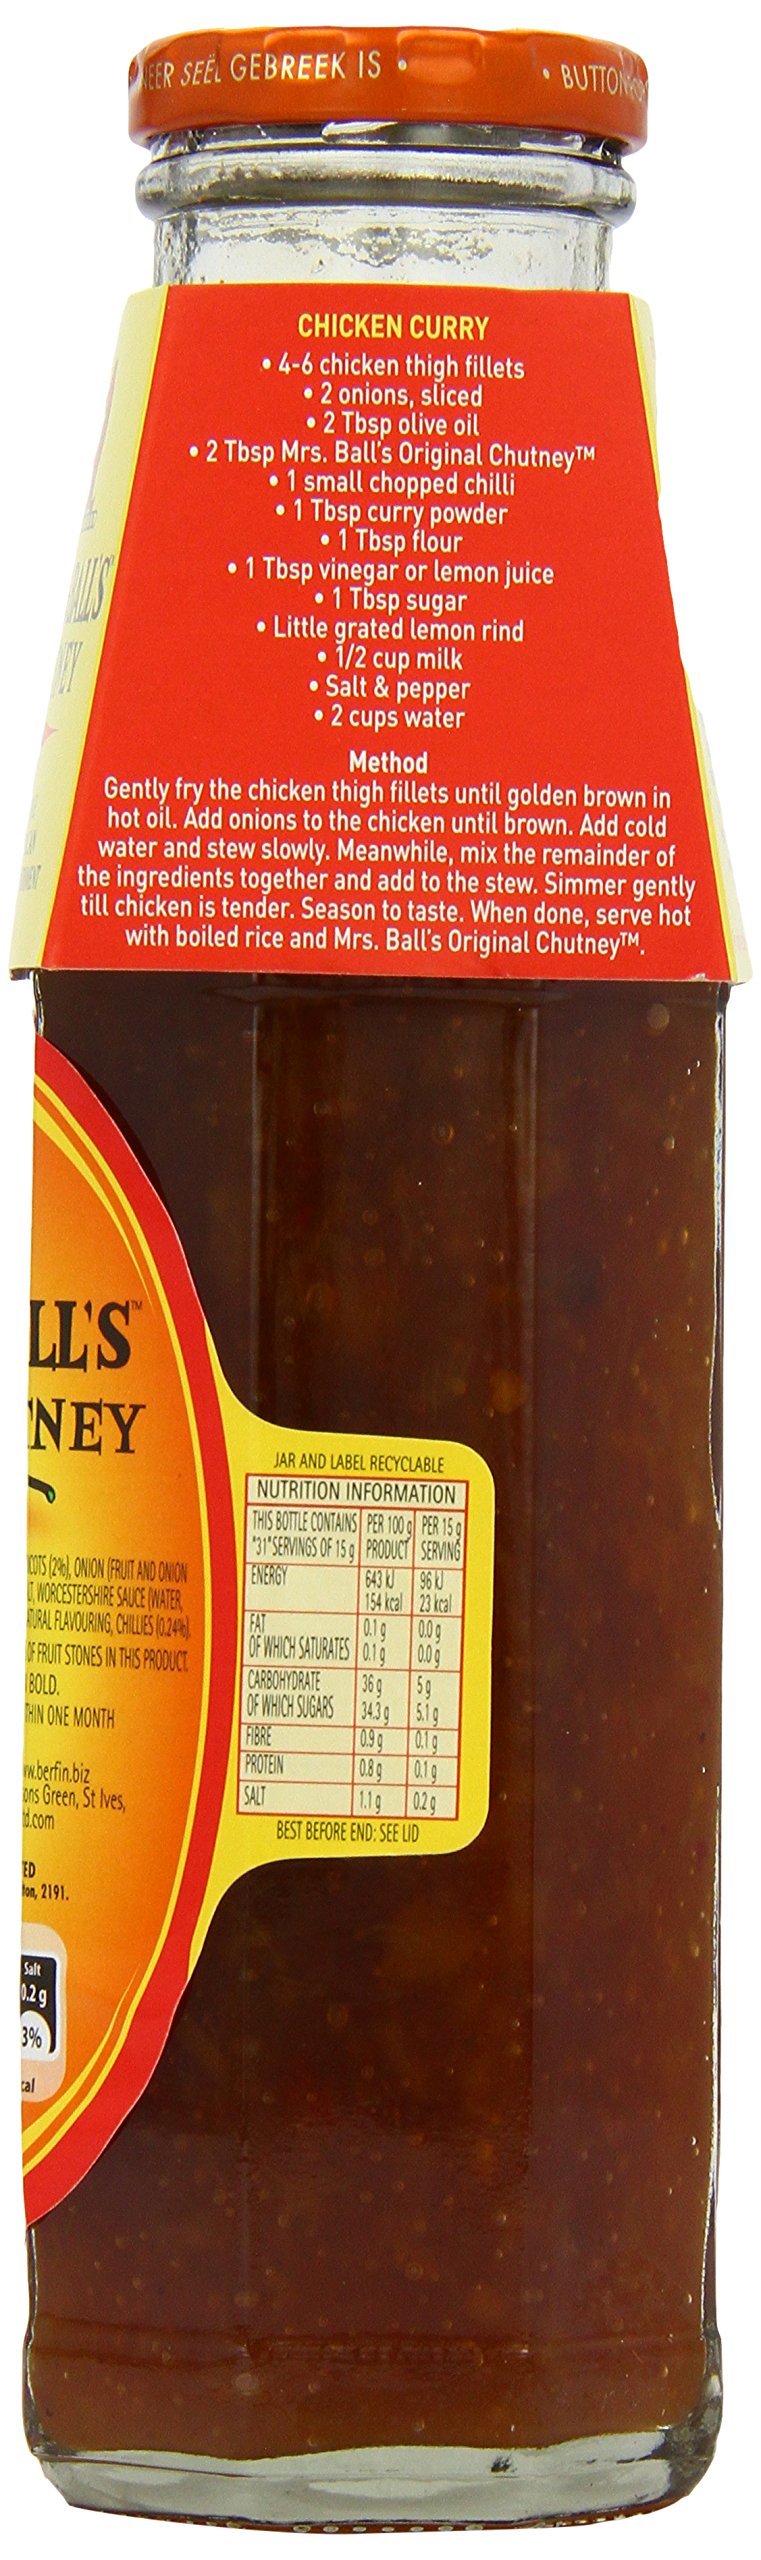 SEËL GEBREEK IS •
•
CHICKEN CURRY
• 4-6 chicken thigh fillets
• 2 onions, sliced
• 2 Tbsp olive oil
• 2 Tbsp Mrs. Ball's Original Chutney™
• 1 small chopped chilli
• 1 Tbsp curry powder
• 1 Tbsp flour
• 1 Tbsp vinegar or lemon juice
• 1 Tbsp sugar
• Little grated lemon rind
• 1/2 cup milk
• Salt & pepper
• 2 cups water
Method
Gently fry the chicken thigh fillets until golden brown in
hot oil. Add onions to the chicken until brown. Add cold
water and stew slowly. Meanwhile, mix the remainder of
the ingredients together and add to the stew. Simmer gently
till chicken is tender. Season to taste. When done, serve hot
with boiled rice and Mrs. Ball's Original Chutney™.
LL'S™
NEY
JAR AND LABEL RECYCLABLE
NUTRITION INFORMATION
THIS BOTTLE CONTAINS "31" SERVINGS OF 15 g PER 100 g PRODUCT PER 15 g SERVING
ENERGY 643 kJ 96 kJ
154 kcal 23 kcal
FAT 0.1 g 0.0 g
OF WHICH SATURATES 0.1 g 0.0 g
CARBOHYDRATE 36 g 5 g
OF WHICH SUGARS 34.3 g 5.1 g
FIBRE 0.9 g 0.1 g
PROTEIN 0.8 g 0.1 g
SALT 1.1 g 0.2 g
BEST BEFORE END: SEE LID
COTS (2%), ONION (FRUIT AND ONION
LT, WORCESTERSHIRE SAUCE (WATER,
TURAL FLAVOURING, CHILLIES (0.24%).
OF FRUIT STONES IN THIS PRODUCT.
BOLD.
THIN ONE MONTH
w.berfin.biz
ons Green, St Ives,
d.com
ED
ton, 2191.
Salt
0.2 g
3%
cal